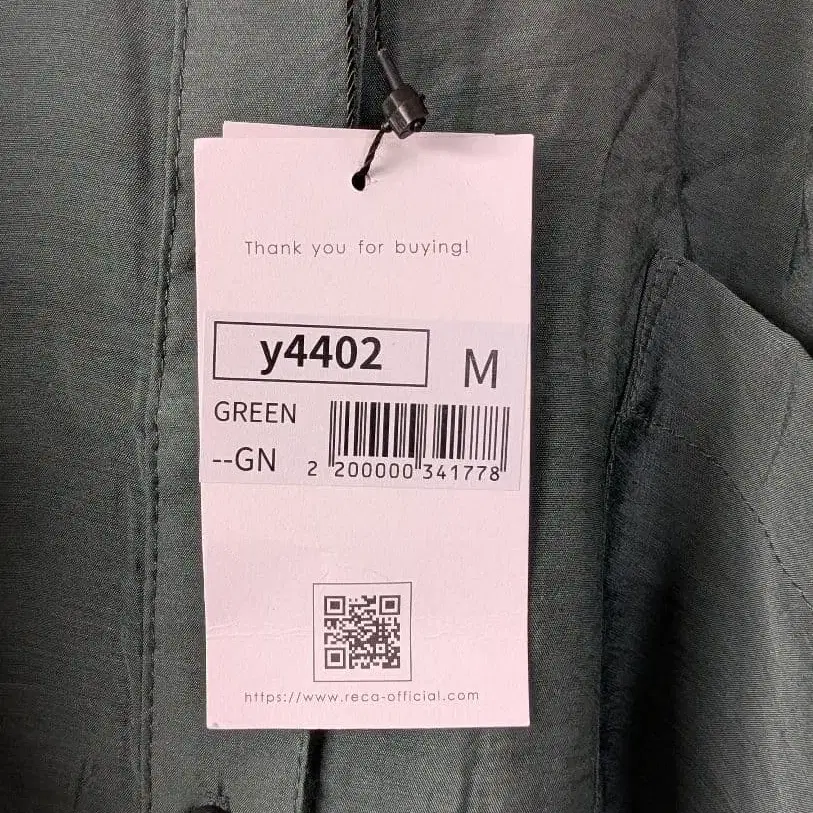 Thank you for buying!
y4402
M
GREEN
--GN
2 200000 341778
https://www.reca-official.com